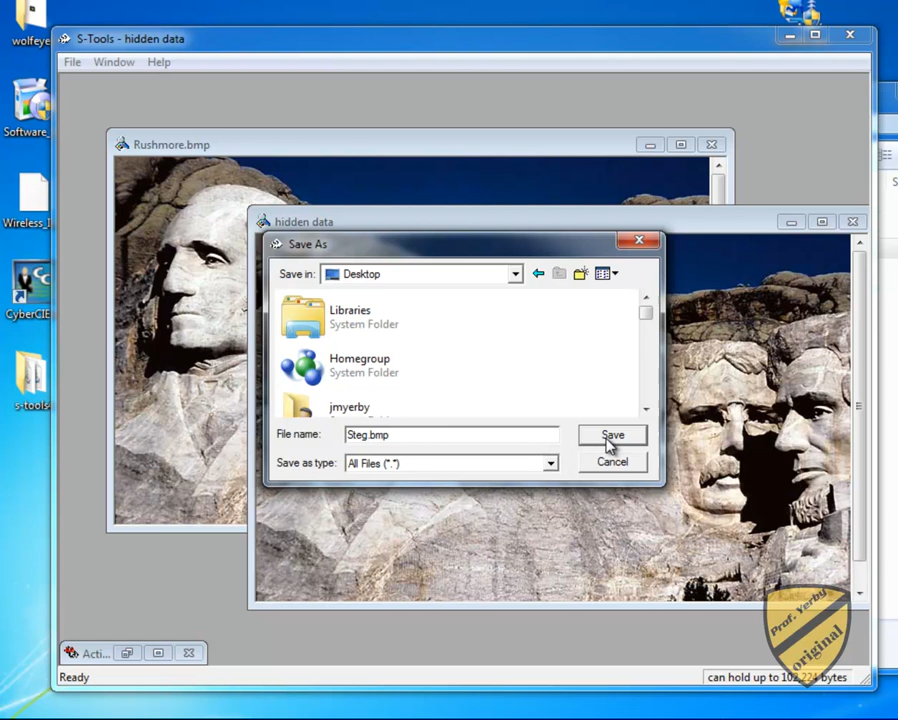 wolfeye
S-Tools - hidden data
File Window Help
Software_
Rushmore.bmp
Wireless_I
hidden data
Save As
Save in: Desktop
Libraries
System Folder
CyberCIE
Homegroup
System Folder
s-tools
jmyerby
File name: Steg.bmp
Save
Save as type: All Files (*.*)
Cancel
Prof. Yerby
original
Acti...
Ready
can hold up to 102,224 bytes